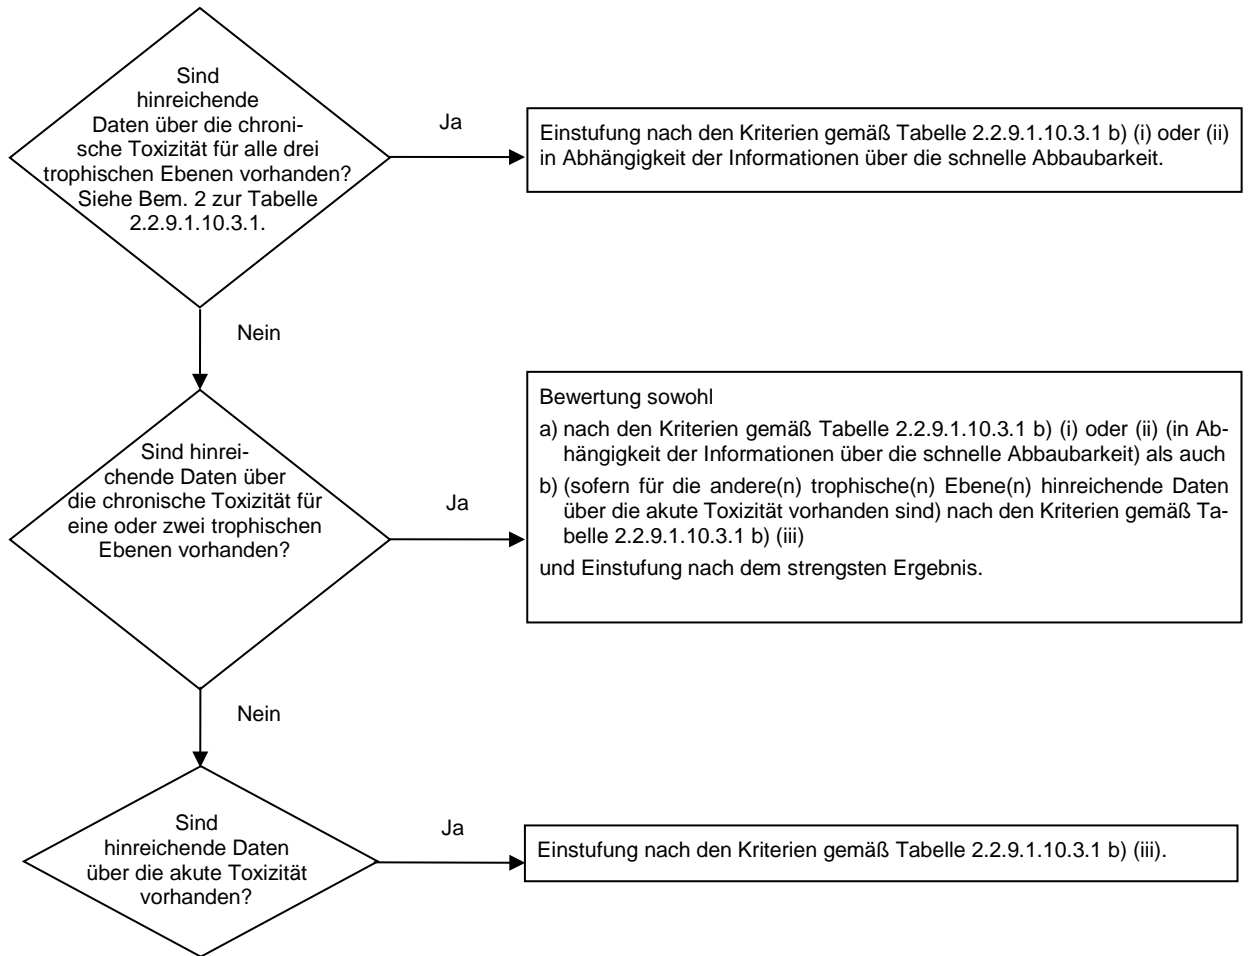 Sind
hinreichende
Daten über die chroni-
sche Toxizität für alle drei
trophischen Ebenen vorhanden?
Siehe Bem. 2 zur Tabelle
2.2.9.1.10.3.1.
Ja
Einstufung nach den Kriterien gemäß Tabelle 2.2.9.1.10.3.1 b) (i) oder (ii)
in Abhängigkeit der Informationen über die schnelle Abbaubarkeit.
Nein
Sind hinrei-
chende Daten über
die chronische Toxizität für
eine oder zwei trophischen
Ebenen vorhanden?
Ja
Bewertung sowohl
a) nach den Kriterien gemäß Tabelle 2.2.9.1.10.3.1 b) (i) oder (ii) (in Ab-
hängigkeit der Informationen über die schnelle Abbaubarkeit) als auch
b) (sofern für die andere(n) trophische(n) Ebene(n) hinreichende Daten
über die akute Toxizität vorhanden sind) nach den Kriterien gemäß Ta-
belle 2.2.9.1.10.3.1 b) (iii)
und Einstufung nach dem strengsten Ergebnis.
Nein
Sind
hinreichende Daten
über die akute Toxizität
vorhanden?
Ja
Einstufung nach den Kriterien gemäß Tabelle 2.2.9.1.10.3.1 b) (iii).